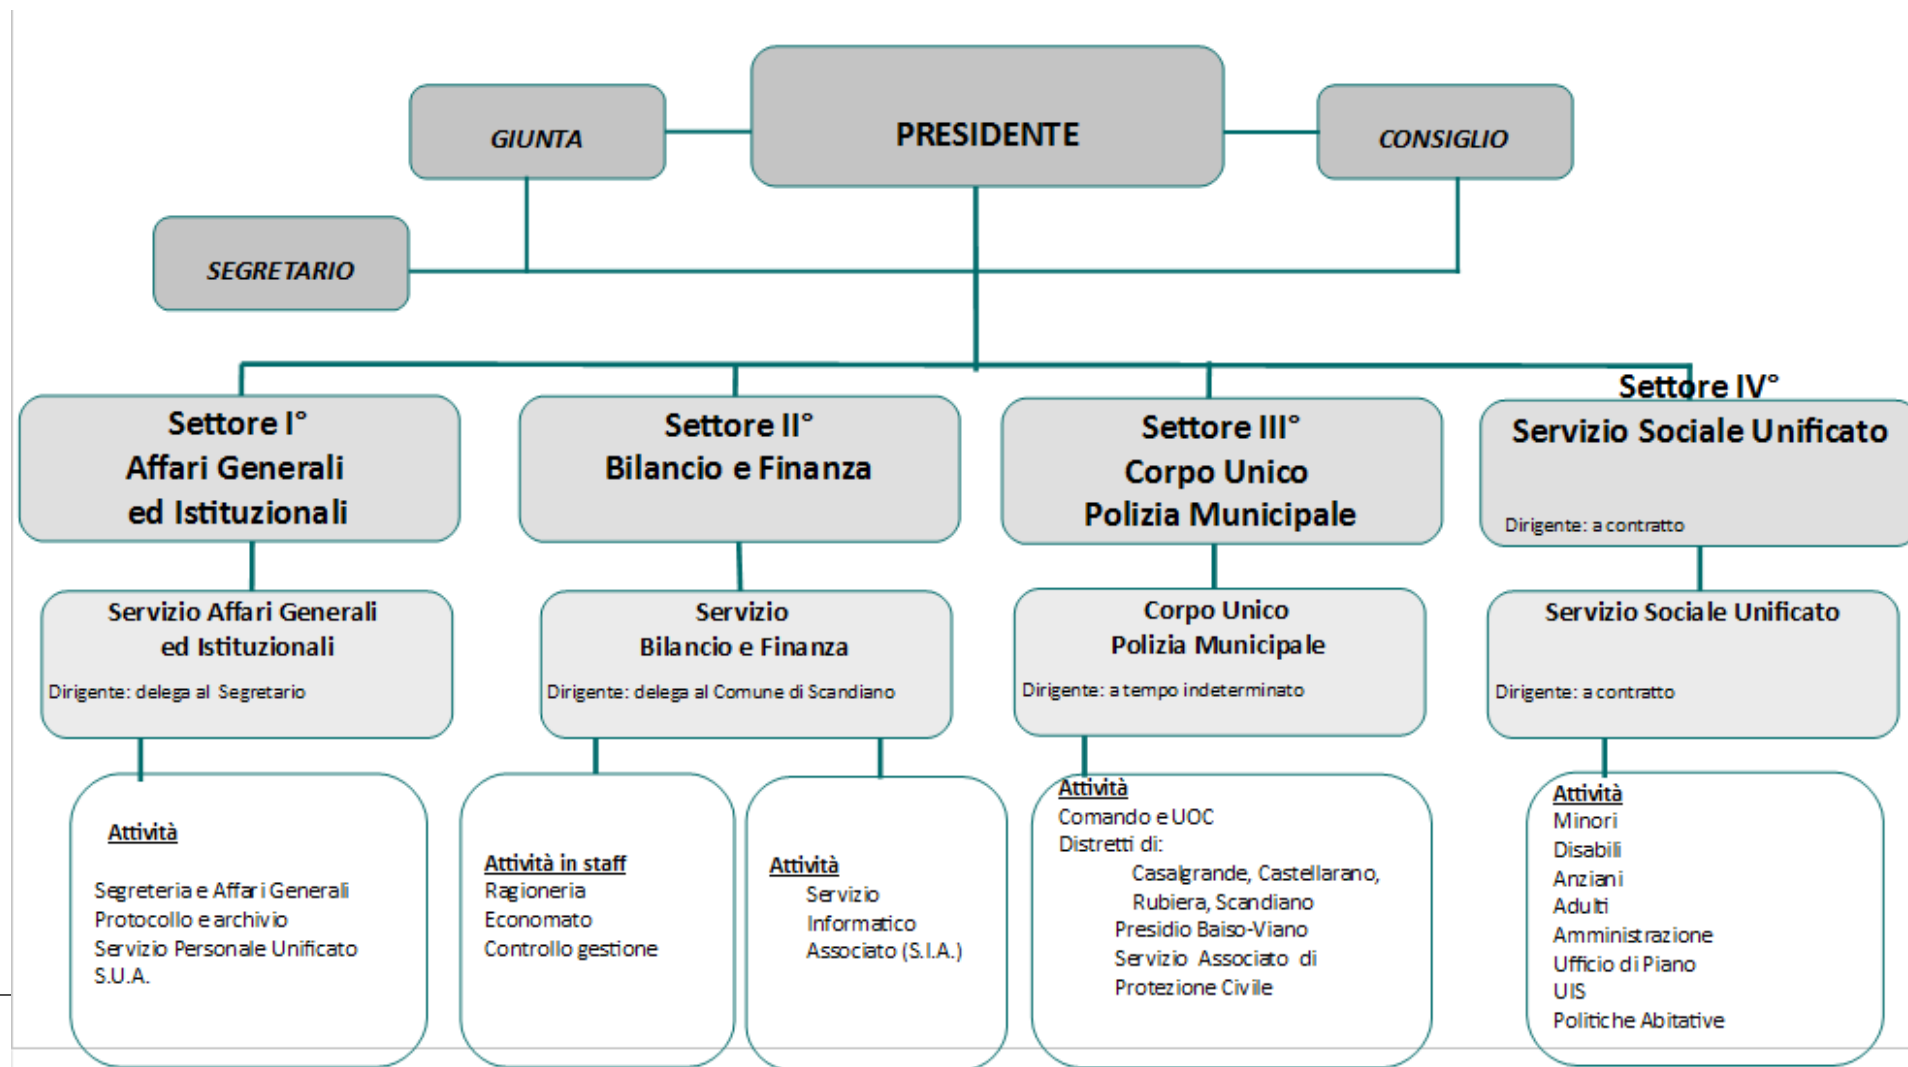 PRESIDENTE
GIUNTA
CONSIGLIO
SEGRETARIO
Settore I°
Affari Generali
ed Istituzionali
Settore II°
Bilancio e Finanza
Settore III°
Corpo Unico
Polizia Municipale
Settore IV°
Servizio Sociale Unificato
Dirigente: a contratto
Servizio Affari Generali
ed Istituzionali
Dirigente: delega al Segretario
Servizio
Bilancio e Finanza
Dirigente: delega al Comune di Scandiano
Corpo Unico
Polizia Municipale
Dirigente: a tempo indeterminato
Servizio Sociale Unificato
Dirigente: a contratto
Attività
Segreteria e Affari Generali
Protocollo e archivio
Servizio Personale Unificato
S.U.A.
Attività in staff
Ragioneria
Economato
Controllo gestione
Attività
Servizio
Informatico
Associato (S.I.A.)
Attività
Comando e UOC
Distretti di:
Casalgrande, Castellarano,
Rubiera, Scandiano
Presidio Baiso-Viano
Servizio Associato di
Protezione Civile
Attività
Minori
Disabili
Anziani
Adulti
Amministrazione
Ufficio di Piano
UIS
Politiche Abitative